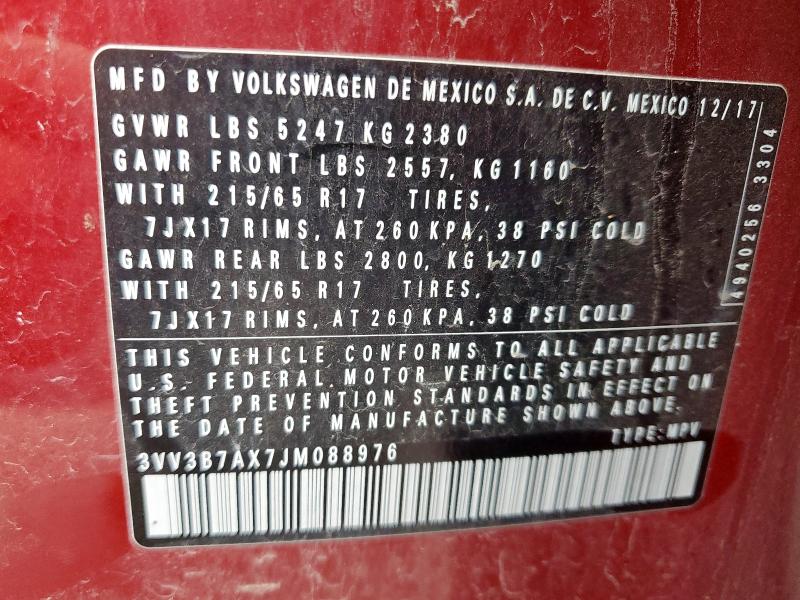 MFD BY VOLKSWAGEN DE MEXICO S.A. DE C.V. MEXICO 12/17
GVWR LBS 5247 KG 2380
GAWR FRONT LBS 2557, KG 1160
WITH 215/65 R17 TIRES,
7JX17 RIMS, AT 260 KPA, 38 PSI COLD
GAWR REAR LBS 2800, KG 1270
WITH 215/65 R17 TIRES,
7JX17 RIMS, AT 260 KPA, 38 PSI COLD
4940256 3304
THIS VEHICLE CONFORMS TO ALL APPLICABLE
U.S. FEDERAL MOTOR VEHICLE SAFETY AND
THEFT PREVENTION STANDARDS IN EFFECT ON
THE DATE OF MANUFACTURE SHOWN ABOVE.
TYPE: MPV
3VV3B7AX7JM088976